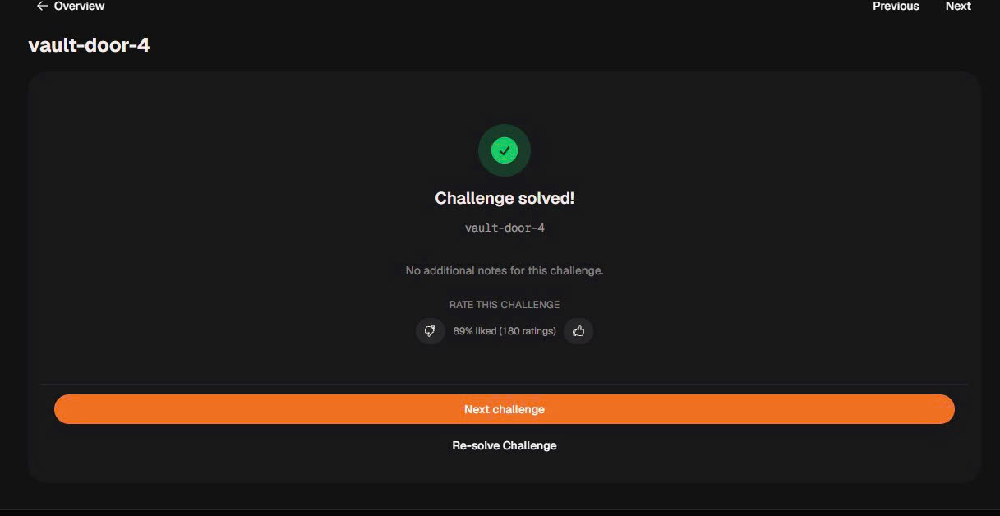 Overview
Previous
Next
vault-door-4
Challenge solved!
vault-door-4
No additional notes for this challenge.
RATE THIS CHALLENGE
89% liked (180 ratings)
Next challenge
Re-solve Challenge